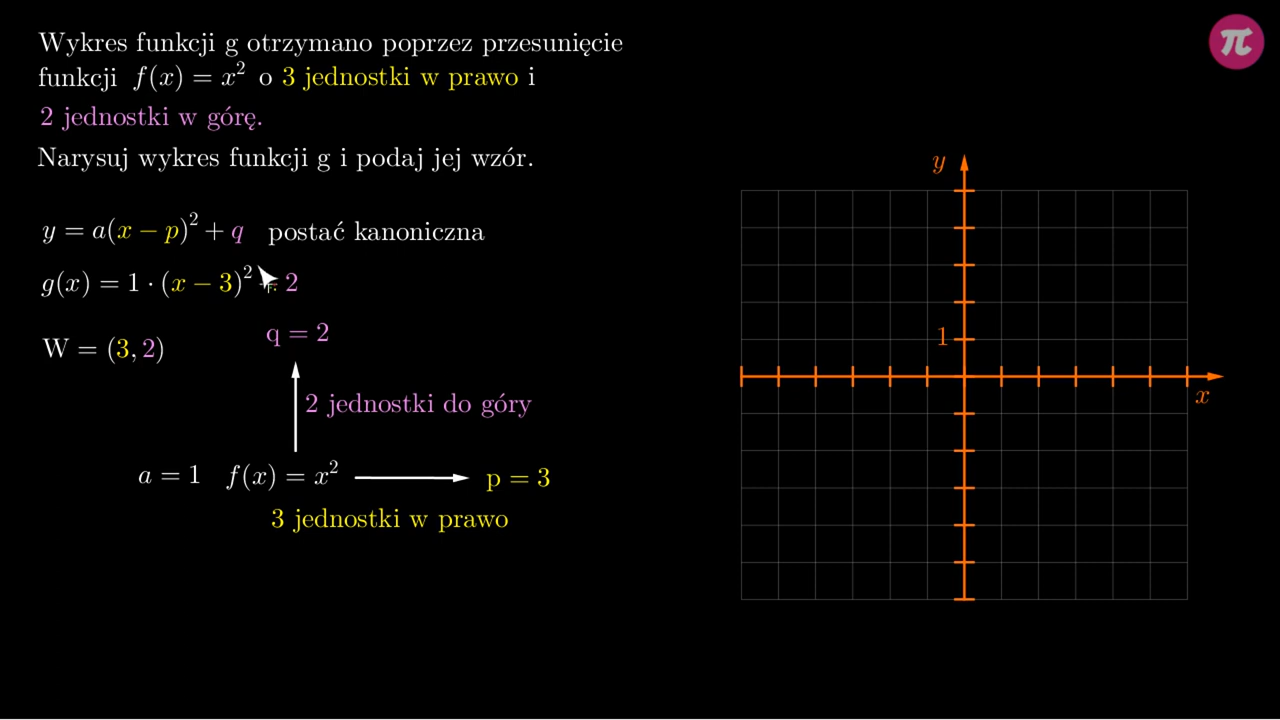 Wykres funkcji g otrzymano poprzez przesunięcie
funkcji f(x) = x² o 3 jednostki w prawo i
2 jednostki w górę.
Narysuj wykres funkcji g i podaj jej wzór.
y = a(x − p)² + q postać kanoniczna
g(x) = 1 · (x − 3)² 2
W = (3, 2)
q = 2
2 jednostki do góry
a = 1 f(x) = x² p = 3
3 jednostki w prawo
y
1
x
π